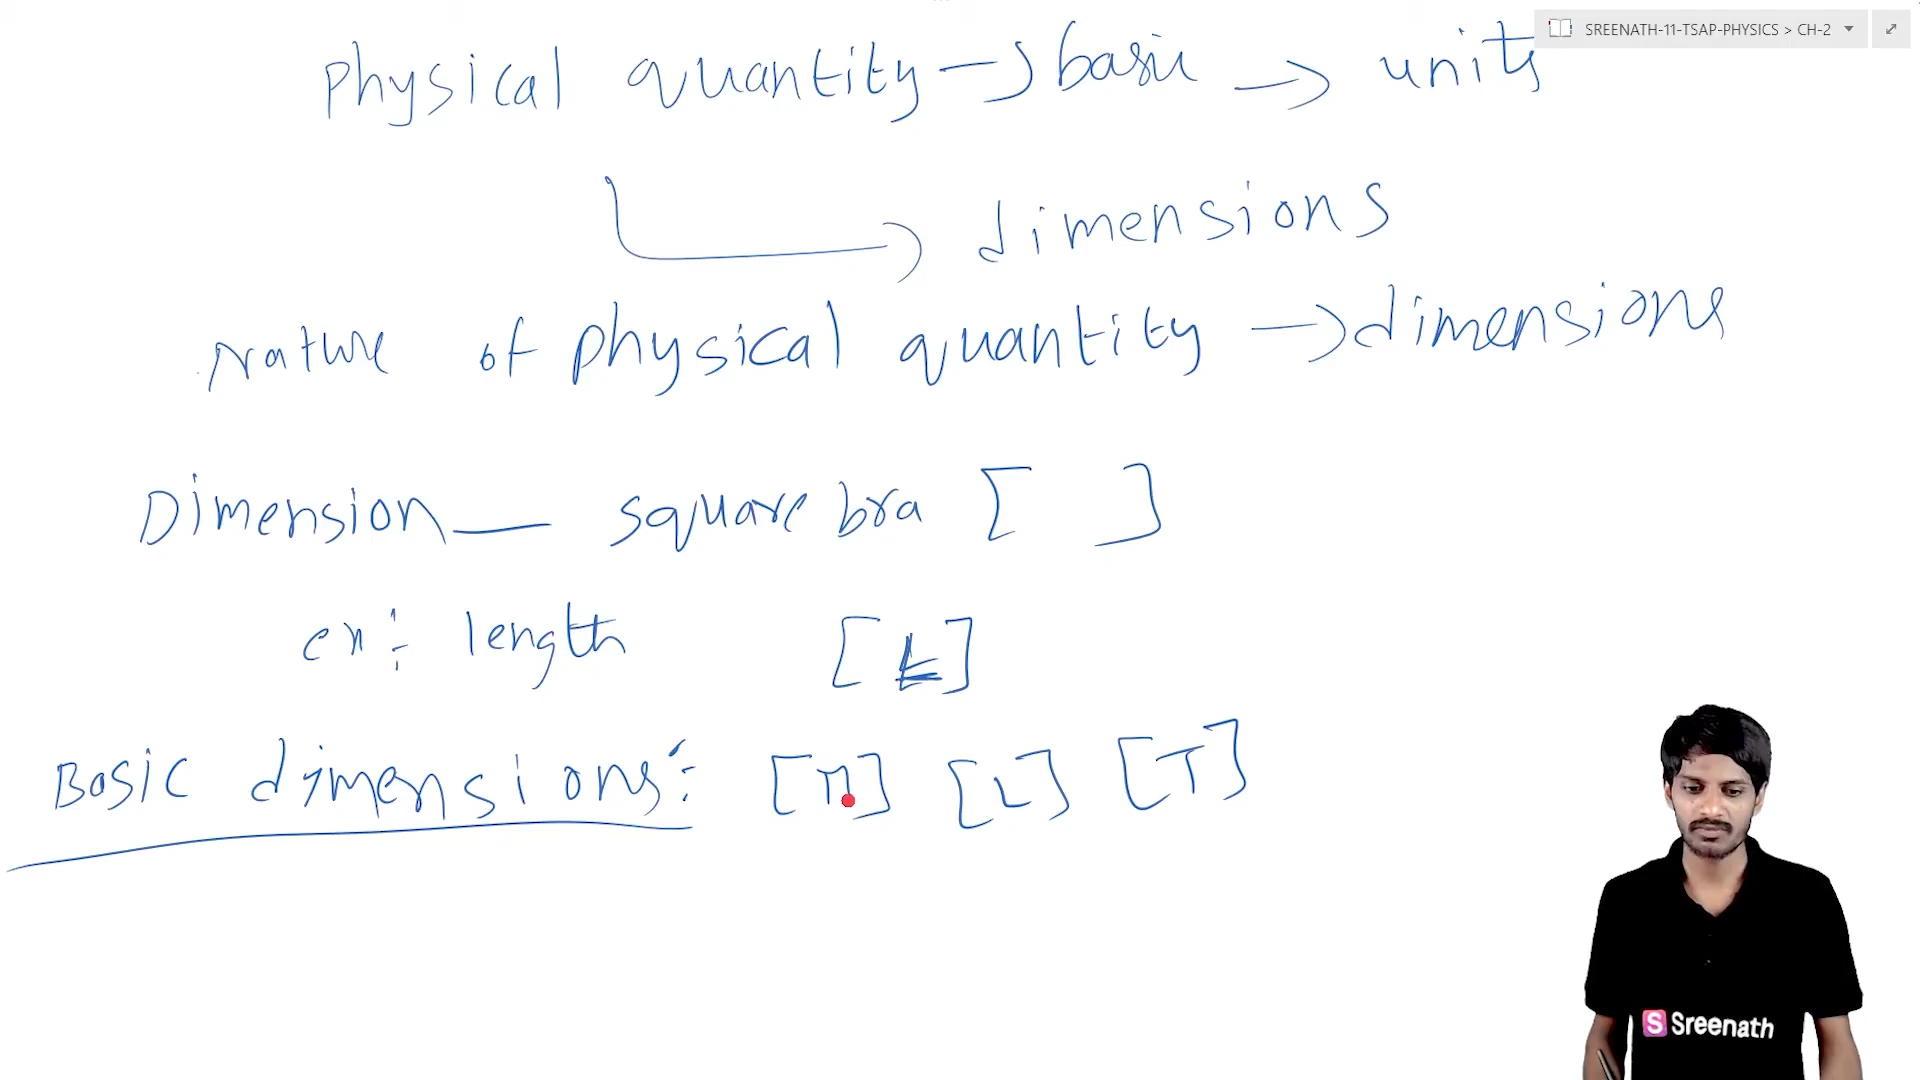 SREENATH-11-TSAP-PHYSICS > CH-2
physical quantity → basic → units
→ dimensions
Nature of physical quantity → dimensions
Dimension — square bra [ ]
ex: length [L]
Basic dimensions: [M] [L] [T]
S Sreenath